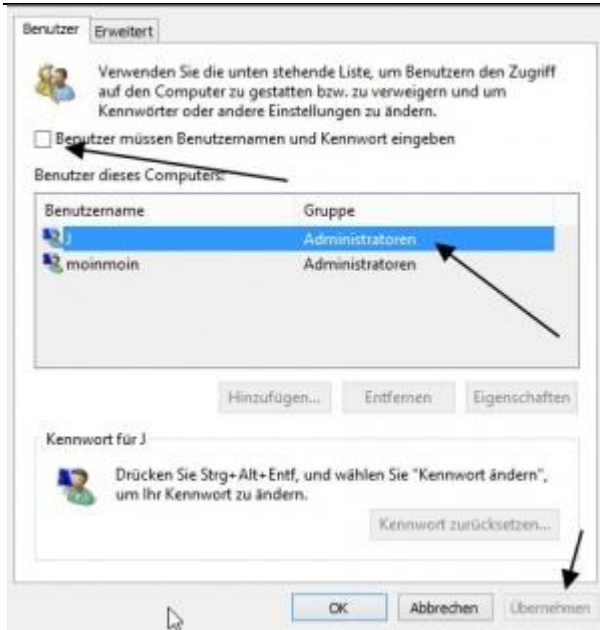 Benutzer Erweitert
Verwenden Sie die unten stehende Liste, um Benutzern den Zugriff
auf den Computer zu gestatten bzw. zu verweigern und um
Kennwörter oder andere Einstellungen zu ändern.
Benutzer müssen Benutzernamen und Kennwort eingeben
Benutzer dieses Computers:
Benutzername Gruppe
J Administratoren
moinmoin Administratoren
Hinzufügen... Entfernen Eigenschaften
Kennwort für J
Drücken Sie Strg+Alt+Entf, und wählen Sie "Kennwort ändern",
um Ihr Kennwort zu ändern.
Kennwort zurücksetzen...
OK Abbrechen Übernehmen